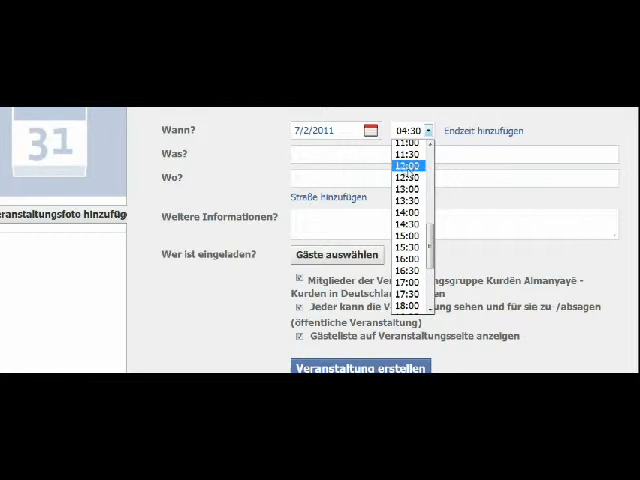 31
Wann?
7/2/2011
04:30
Endzeit hinzufügen
11:00
11:30
12:00
12:30
13:00
13:30
14:00
14:30
15:00
15:30
16:00
16:30
17:00
17:30
18:00
Was?
Wo?
Straße hinzufügen
eranstaltungsfoto hinzufüg
Weitere Informationen?
Wer ist eingeladen?
Gäste auswählen
Mitglieder der Ver ngsgruppe Kurdên Almanyayê -
Kurden in Deutschla en
Jeder kann die Ver ung sehen und für sie zu-/absagen
(öffentliche Veranstaltung)
Gästeliste auf Veranstaltungsseite anzeigen
Veranstaltung erstellen